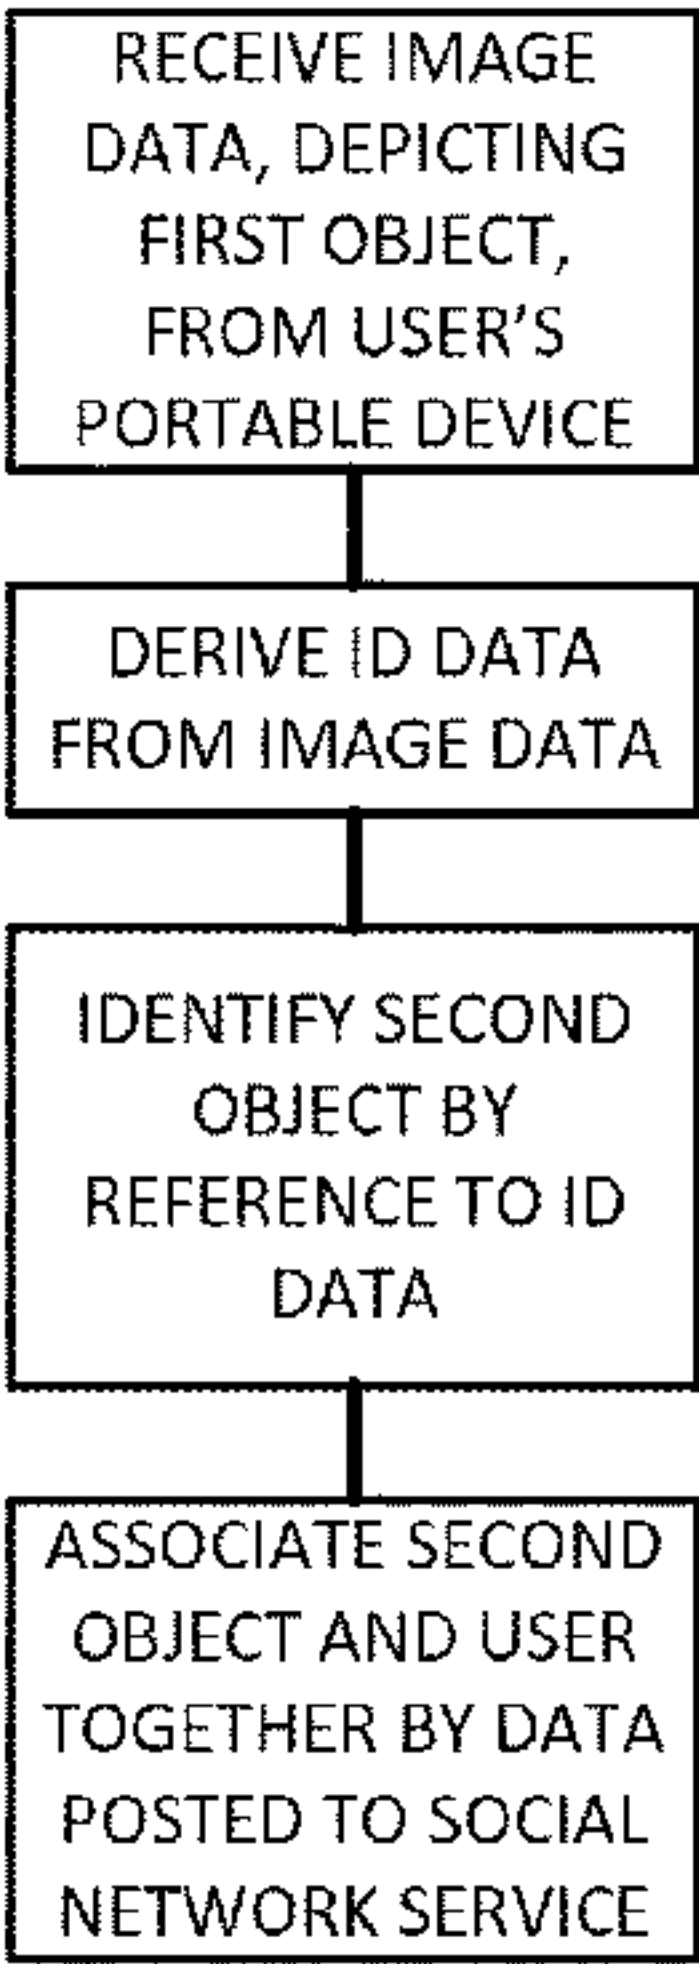 RECEIVE IMAGE
DATA, DEPICTING
FIRST OBJECT,
FROM USER'S
PORTABLE DEVICE
DERIVE ID DATA
FROM IMAGE DATA
IDENTIFY SECOND
OBJECT BY
REFERENCE TO ID
DATA
ASSOCIATE SECOND
OBJECT AND USER
TOGETHER BY DATA
POSTED TO SOCIAL
NETWORK SERVICE